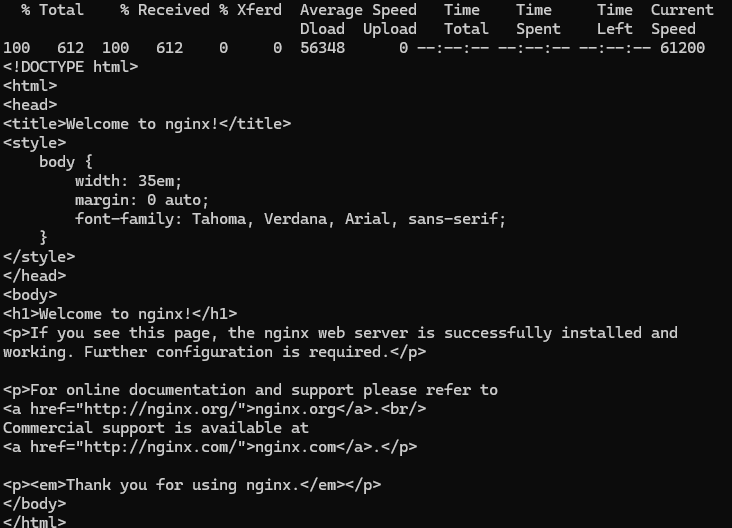 % Total    % Received % Xferd  Average Speed   Time    Time     Time  Current
                                 Dload  Upload   Total   Spent    Left  Speed
100   612  100   612    0     0  56348      0 --:--:-- --:--:-- --:--:-- 61200
<!DOCTYPE html>
<html>
<head>
<title>Welcome to nginx!</title>
<style>
    body {
        width: 35em;
        margin: 0 auto;
        font-family: Tahoma, Verdana, Arial, sans-serif;
    }
</style>
</head>
<body>
<h1>Welcome to nginx!</h1>
<p>If you see this page, the nginx web server is successfully installed and
working. Further configuration is required.</p>

<p>For online documentation and support please refer to
<a href="http://nginx.org/">nginx.org</a>.<br/>
Commercial support is available at
<a href="http://nginx.com/">nginx.com</a>.</p>

<p><em>Thank you for using nginx.</em></p>
</body>
</html>